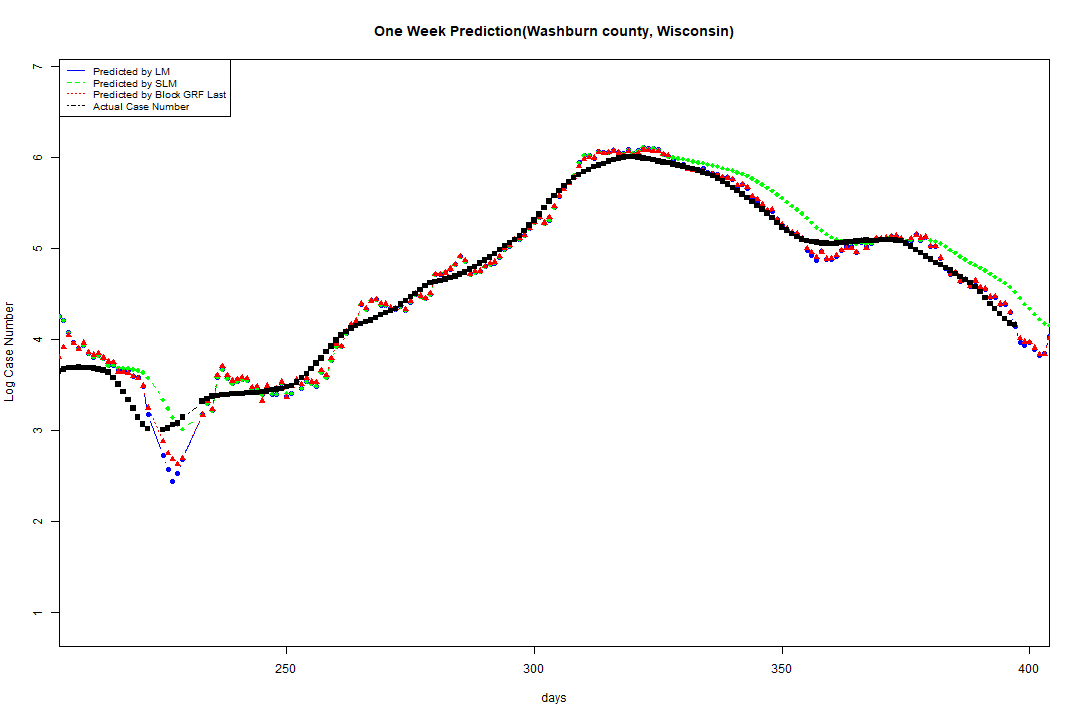 One Week Prediction(Washburn county, Wisconsin)
Predicted by LM
Predicted by SLM
Predicted by Block GRF Last
Actual Case Number
7
6
5
4
3
2
1
Log Case Number
250
300
350
400
days